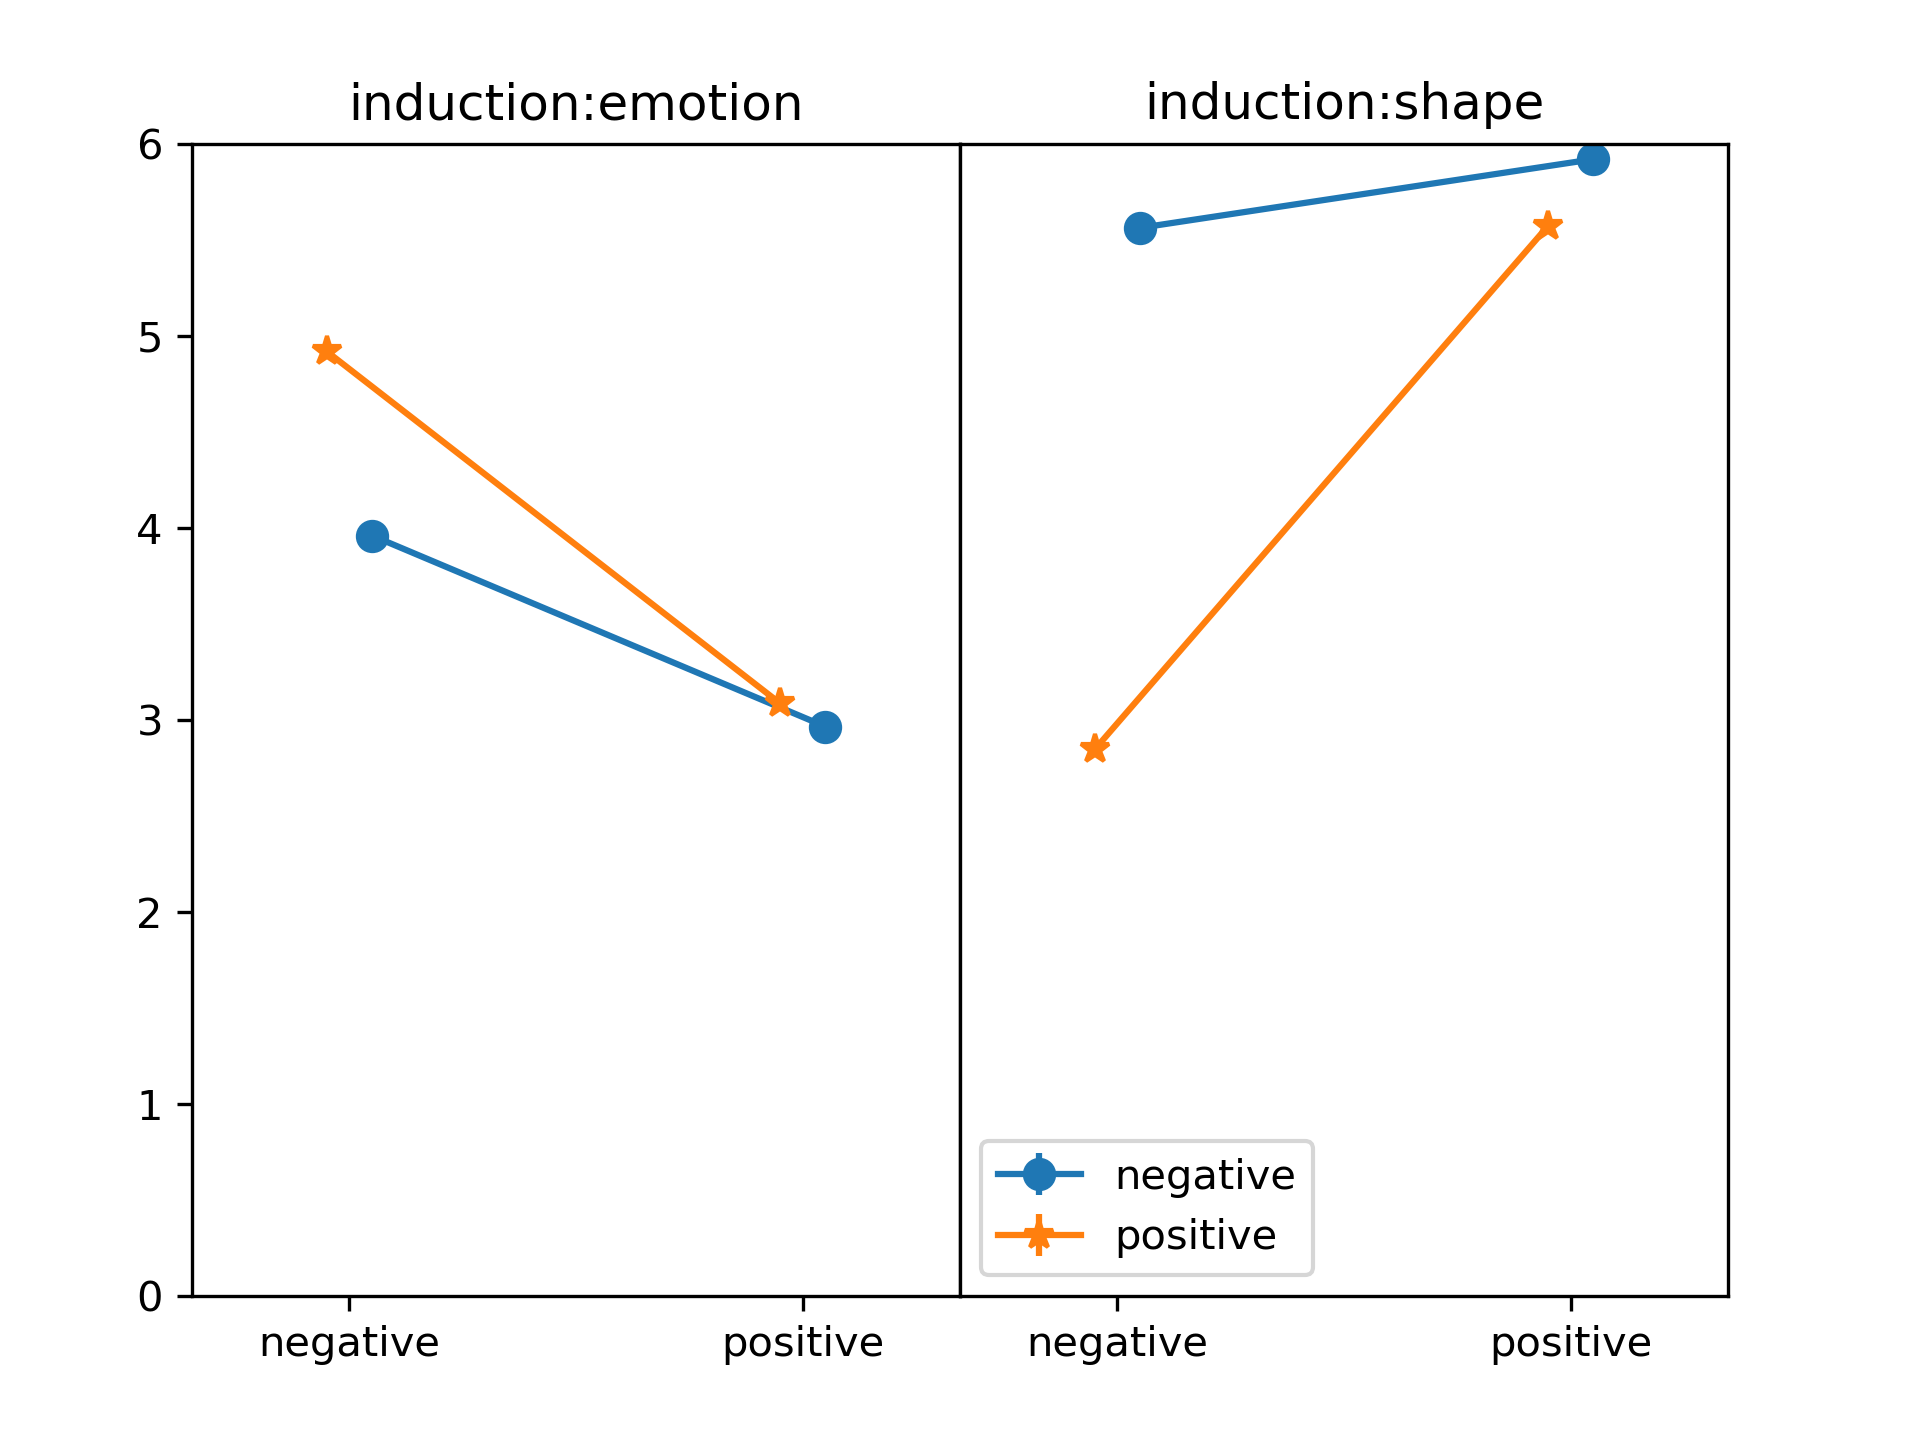 induction:emotion
induction:shape
6
5
4
3
2
1
0
negative
positive
negative
positive
negative
positive